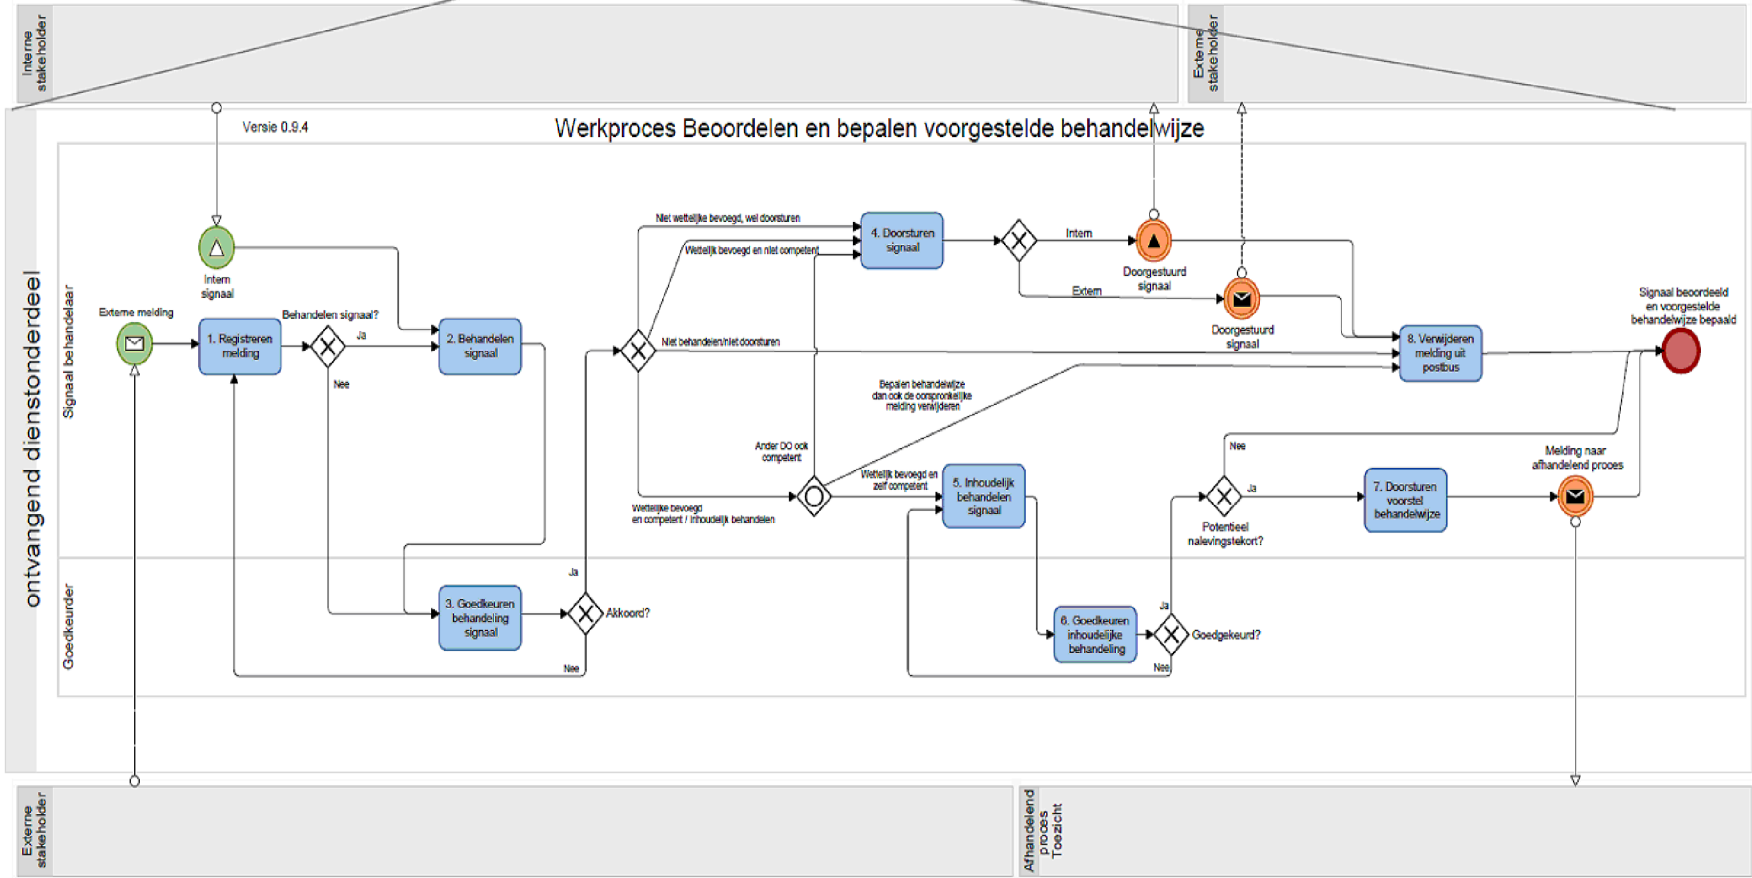 Interne
stakeholder
Externe
stakeholder
Versie 0.9.4
Werkproces Beoordelen en bepalen voorgestelde behandelwijze
ontvangend dienstonderdeel
Signaal behandelaar
Goedkeurder
Intern
signaal
Externe melding
1. Registreren
melding
Behandelen signaal?
Ja
Nee
2. Behandelen
signaal
3. Goedkeuren
behandeling
signaal
Akkoord?
Ja
Nee
Niet wettelijke bevoegd, wel doorsturen
Wettelijk bevoegd en niet competent
Niet behandelen/niet doorsturen
Wettelijke bevoegd
en competent / inhoudelijk behandelen
4. Doorsturen
signaal
Intern
Extern
Doorgestuurd
signaal
Doorgestuurd
signaal
Bepalen behandelwijze
dan ook de oorspronkelijke
melding verwijderen
Ander DO ook
competent
Wettelijk bevoegd en
zelf competent
5. Inhoudelijk
behandelen
signaal
6. Goedkeuren
inhoudelijke
behandeling
Goedgekeurd?
Ja
Nee
Potentieel
nalevingstekort?
Nee
Ja
7. Doorsturen
voorstel
behandelwijze
Melding naar
afhandelend proces
8. Verwijderen
melding uit
postbus
Signaal beoordeeld
en voorgestelde
behandelwijze bepaald
Externe
stakeholder
Afhandelend
proces
Toezicht